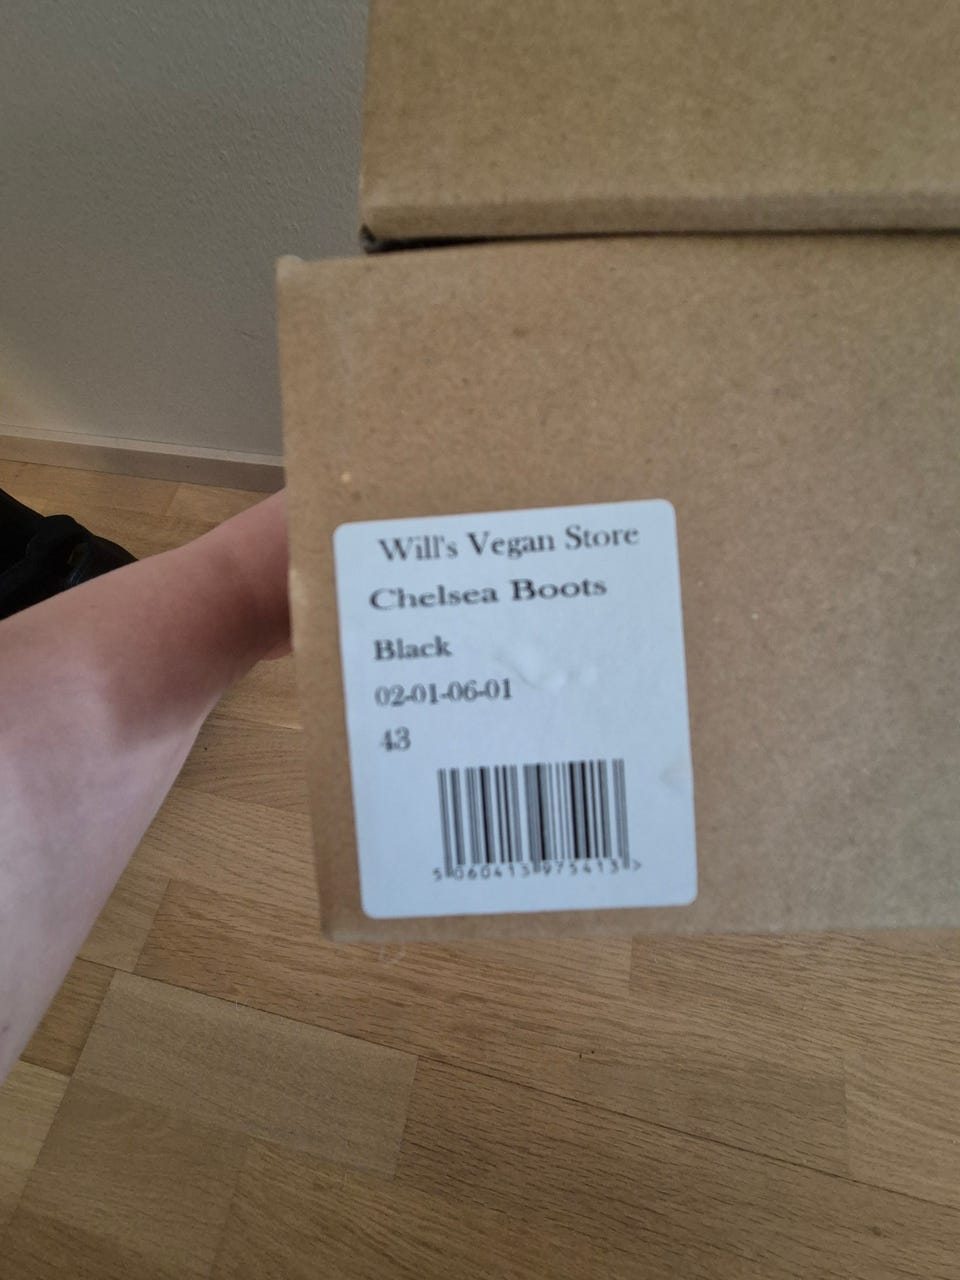 Will's Vegan Store
Chelsea Boots
Black
02-01-06-01
43
5 060413 975413 >